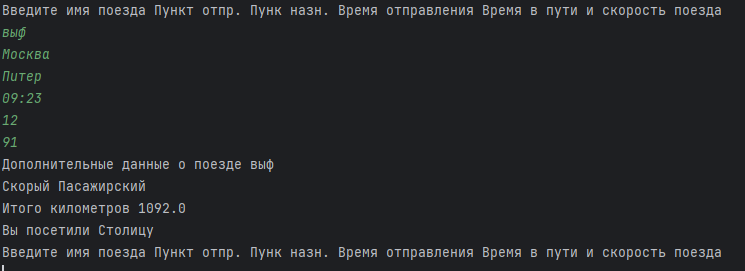 Введите имя поезда Пункт отпр. Пунк назн. Время отправления Время в пути и скорость поезда
выф
Москва
Питер
09:23
12
91
Дополнительные данные о поезде выф
Скорый Пасажирский
Итого километров 1092.0
Вы посетили Столицу
Введите имя поезда Пункт отпр. Пунк назн. Время отправления Время в пути и скорость поезда